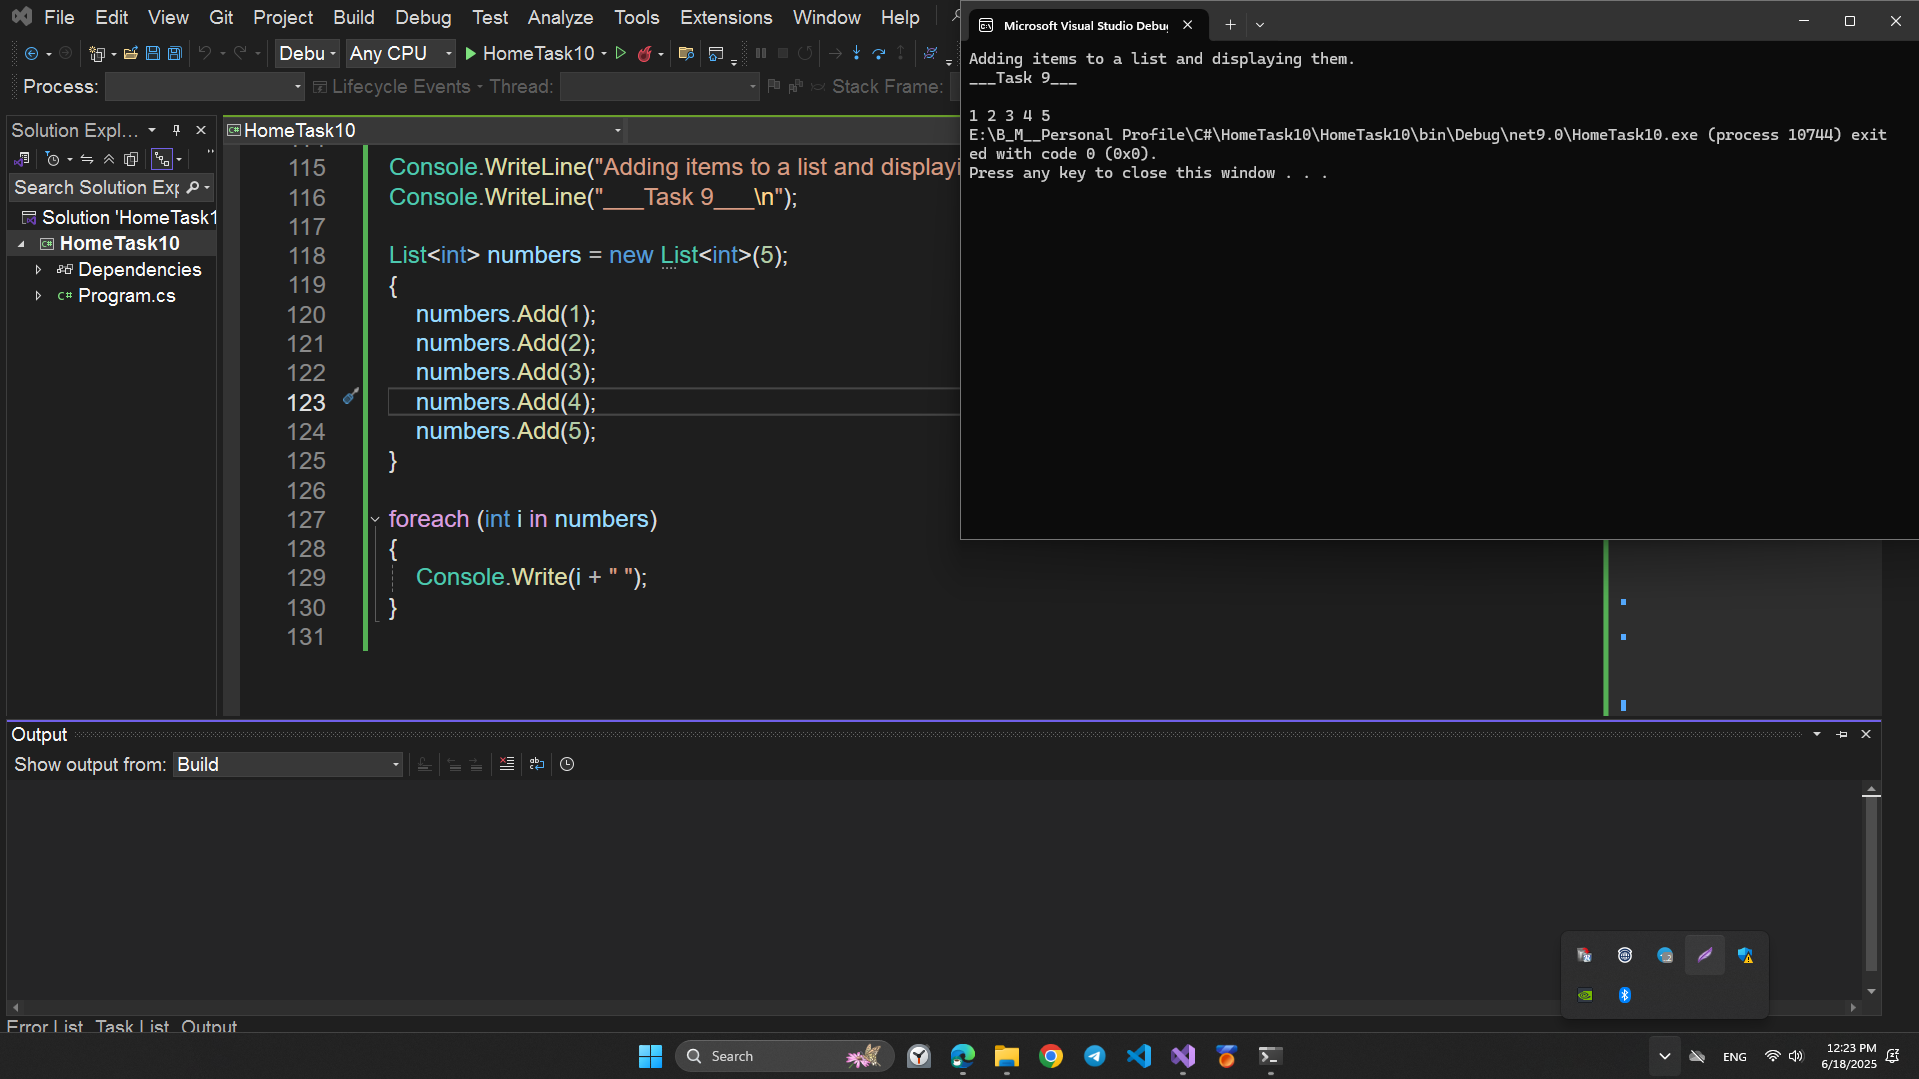 File Edit View Git Project Build Debug Test Analyze Tools Extensions Window Help
Debu Any CPU HomeTask10
Process: Lifecycle Events Thread: Stack Frame:
Solution Expl...
Search Solution Exp
Solution 'HomeTask1
HomeTask10
Dependencies
C# Program.cs
C# HomeTask10
115 Console.WriteLine("Adding items to a list and displayi
116 Console.WriteLine("___Task 9___\n");
117
118 List<int> numbers = new List<int>(5);
119 {
120 numbers.Add(1);
121 numbers.Add(2);
122 numbers.Add(3);
123 numbers.Add(4);
124 numbers.Add(5);
125 }
126
127 foreach (int i in numbers)
128 {
129 Console.Write(i + " ");
130 }
131
Microsoft Visual Studio Debu
Adding items to a list and displaying them.
___Task 9___
1 2 3 4 5
E:\B_M__Personal Profile\C#\HomeTask10\HomeTask10\bin\Debug\net9.0\HomeTask10.exe (process 10744) exit
ed with code 0 (0x0).
Press any key to close this window . . .
Output
Show output from: Build
Error List Task List Output
Search
ENG
12:23 PM
6/18/2025